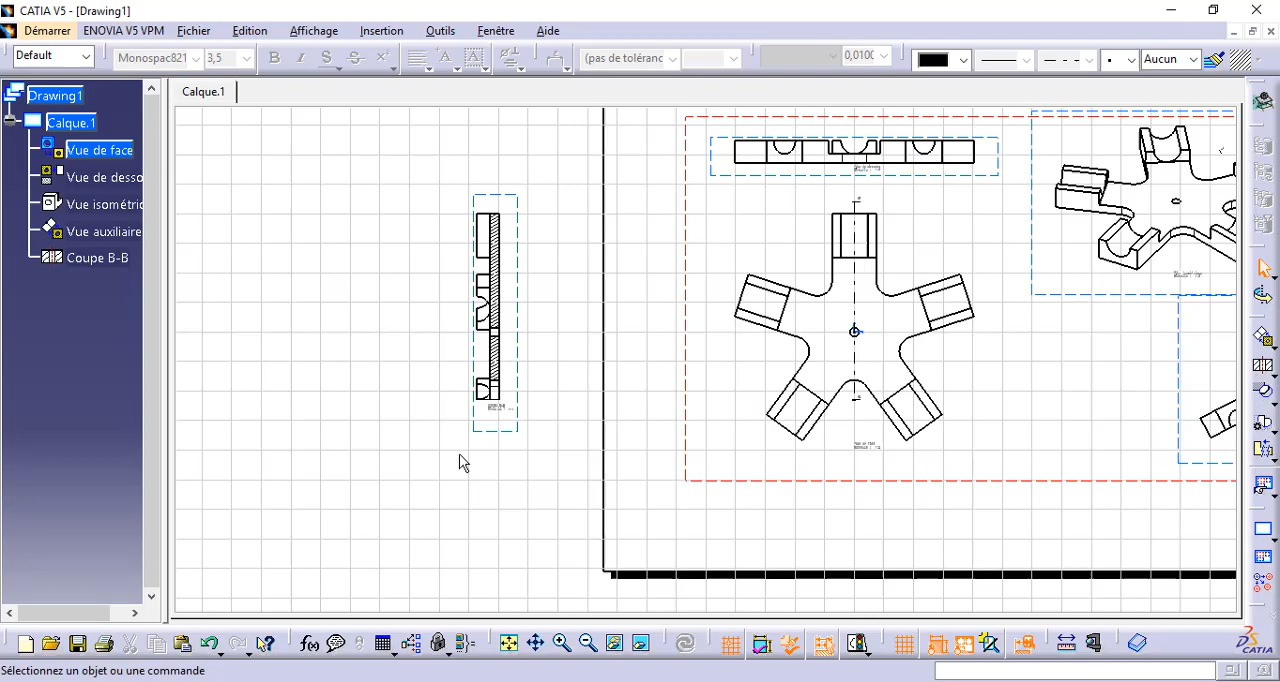 CATIA V5 - [Drawing1]
Démarrer ENOVIA V5 VPM Fichier Edition Affichage Insertion Outils Fenêtre Aide
Default Monospac821 3,5 B I S (pas de toléranc 0,0100 Aucun
Drawing1
Calque.1
Calque.1
Vue de face
Vue de desso
Vue isométric
Vue auxiliaire
Coupe B-B
f(x)
CATIA
Sélectionnez un objet ou une commande